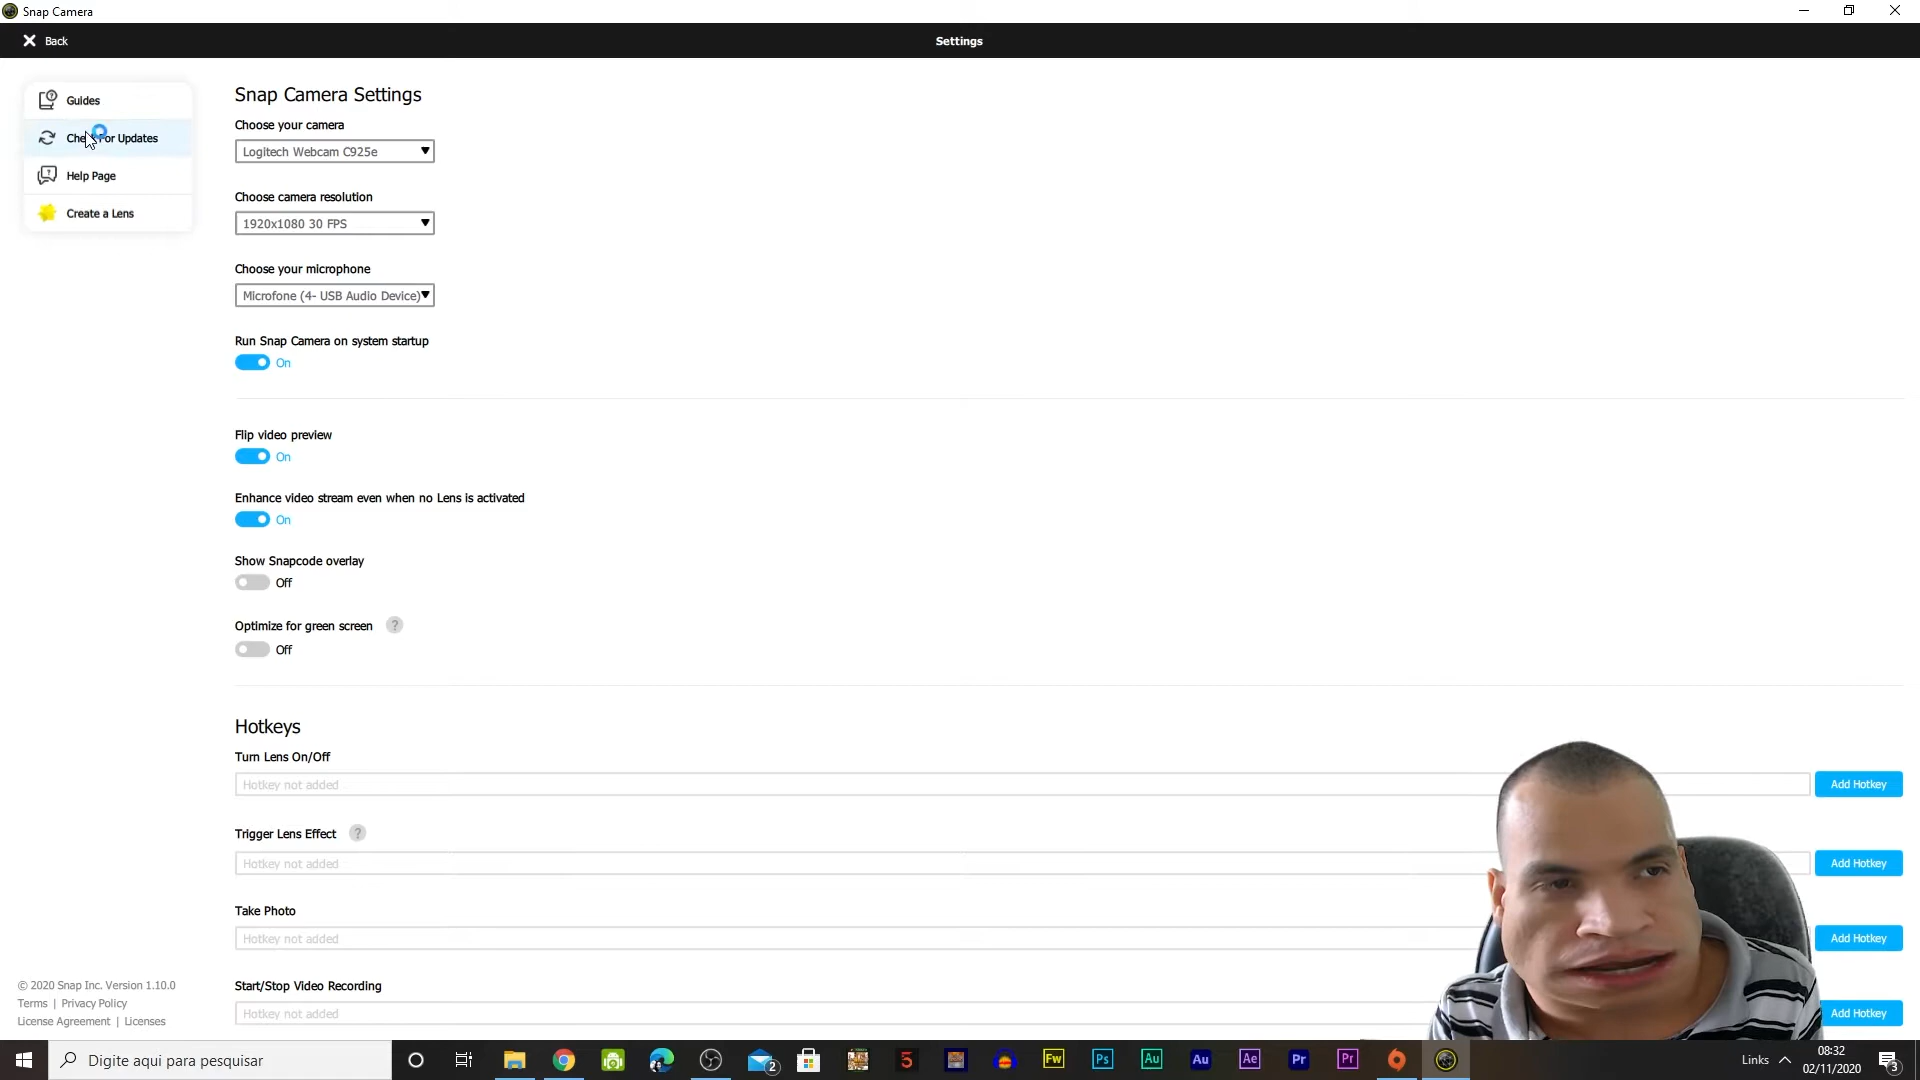 Snap Camera
Back
Settings
Guides
Check For Updates
Help Page
Create a Lens
Snap Camera Settings
Choose your camera
Logitech Webcam C925e
Choose camera resolution
1920x1080 30 FPS
Choose your microphone
Microfone (4- USB Audio Device)
Run Snap Camera on system startup
On
Flip video preview
On
Enhance video stream even when no Lens is activated
On
Show Snapcode overlay
Off
Optimize for green screen ?
Off
Hotkeys
Turn Lens On/Off
Hotkey not added Add Hotkey
Trigger Lens Effect ?
Hotkey not added Add Hotkey
Take Photo
Hotkey not added Add Hotkey
Start/Stop Video Recording
Hotkey not added Add Hotkey
© 2020 Snap Inc. Version 1.10.0
Terms | Privacy Policy
License Agreement | Licenses
Digite aqui para pesquisar
2
5
Fw
Ps
Au
Au
Ae
Pr
Pr
Links
08:32
02/11/2020
3